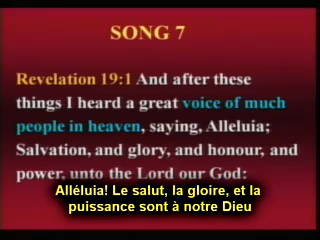 SONG 7
Revelation 19:1 And after these
things I heard a great voice of much
people in heaven, saying, Alleluia;
Salvation, and glory, and honour, and
power, unto the Lord our God:
Alléluia! Le salut, la gloire, et la
puissance sont à notre Dieu